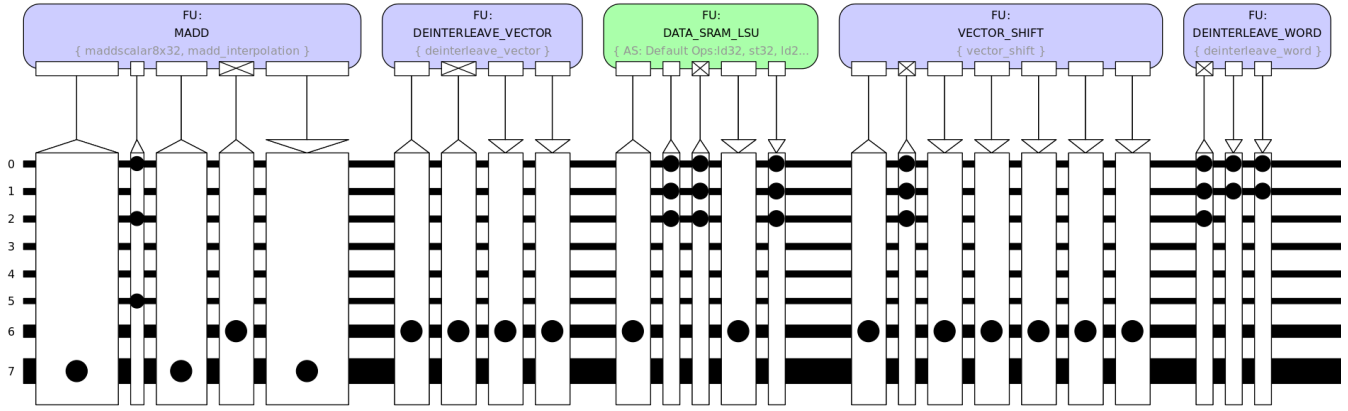 FU:
MADD
{ maddscalar8x32, madd_interpolation }
FU:
DEINTERLEAVE_VECTOR
{ deinterleave_vector }
FU:
DATA_SRAM_LSU
{ AS: Default Ops:ld32, st32, ld2...
FU:
VECTOR_SHIFT
{ vector_shift }
FU:
DEINTERLEAVE_WORD
{ deinterleave_word }
0
1
2
3
4
5
6
7